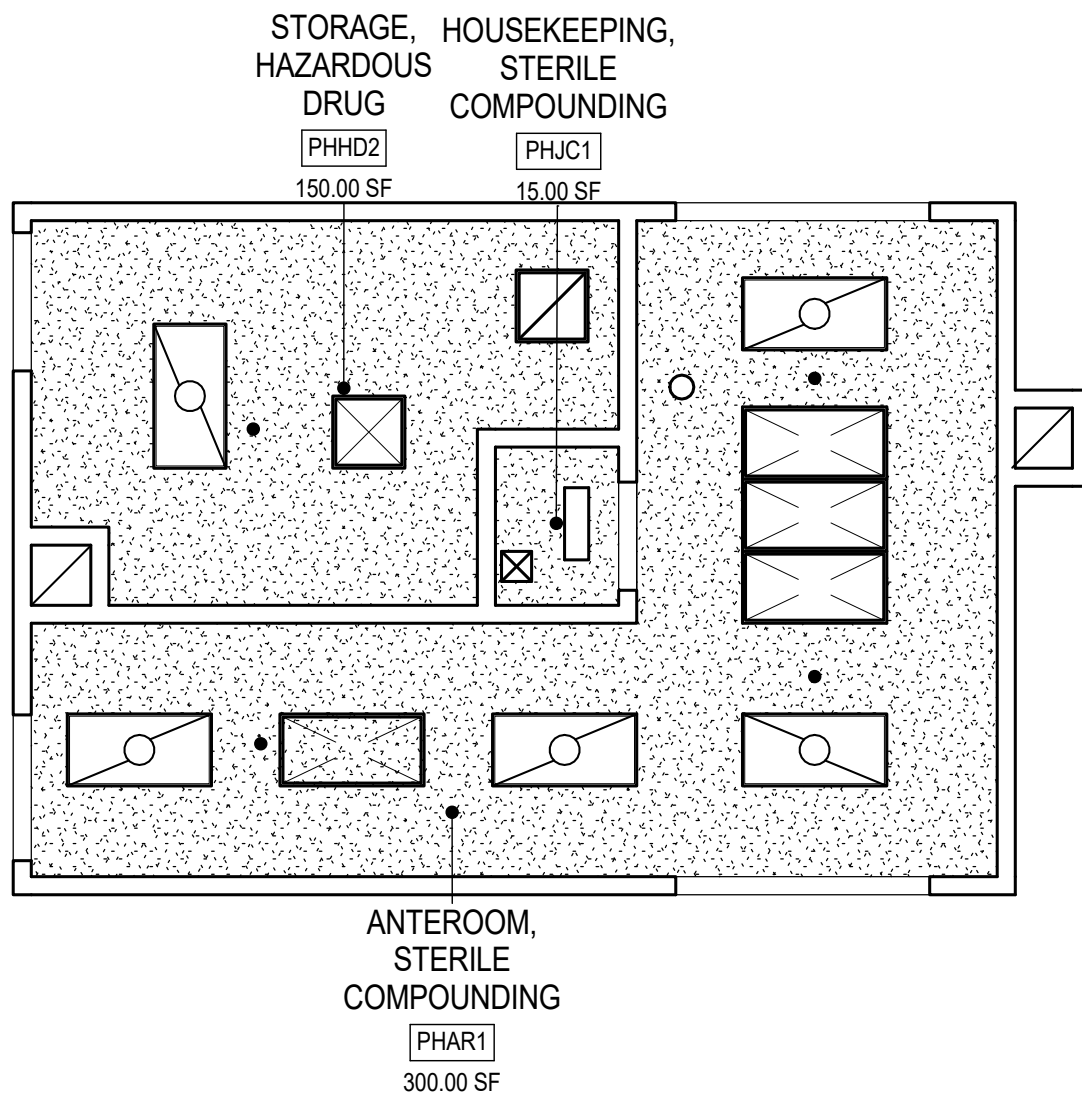 STORAGE,
HAZARDOUS
DRUG
PHHD2
150.00 SF
HOUSEKEEPING,
STERILE
COMPOUNDING
PHJC1
15.00 SF
ANTEROOM,
STERILE
COMPOUNDING
PHAR1
300.00 SF